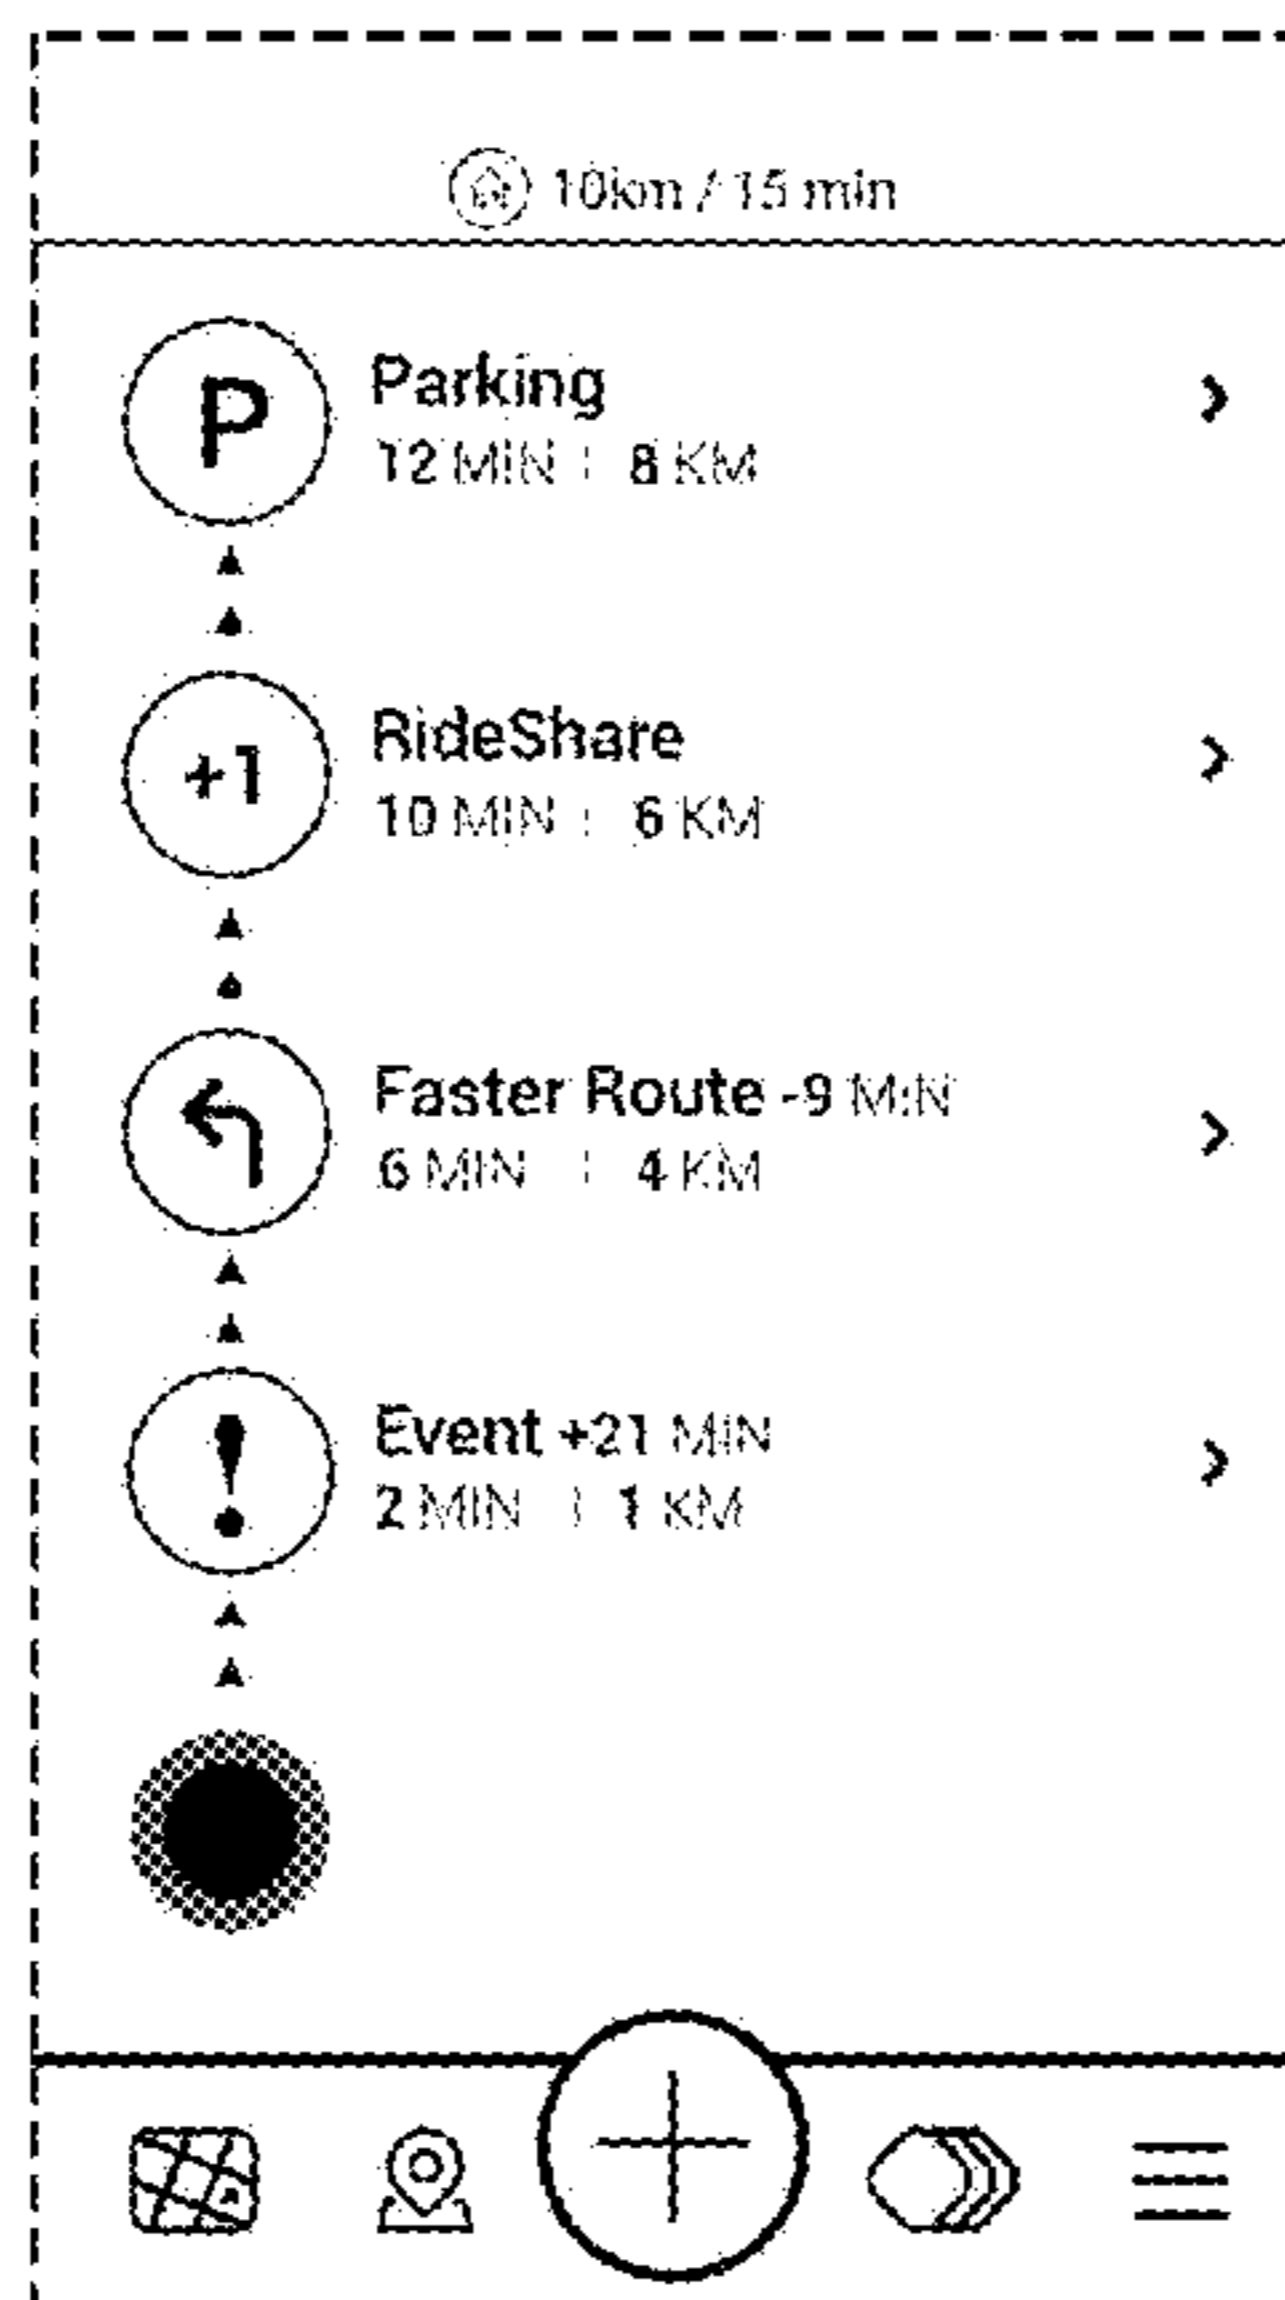 10km / 15 min
P
Parking
12 MIN | 8 KM
+1
RideShare
10 MIN | 6 KM
Faster Route -9 MIN
6 MIN | 4 KM
!
Event +21 MIN
2 MIN | 1 KM